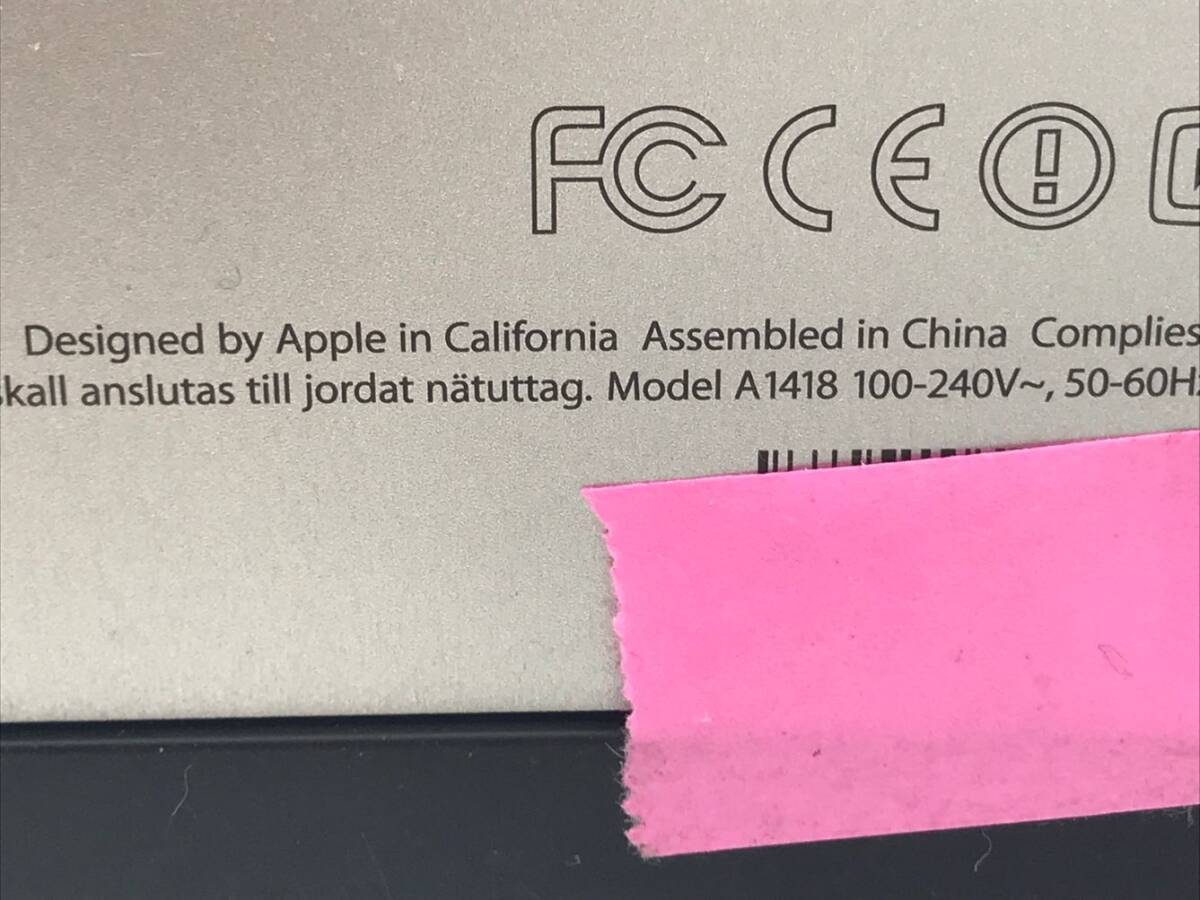 FC CE
Designed by Apple in California Assembled in China Complies
skall anslutas till jordat nätuttag. Model A1418 100-240V~, 50-60Hz